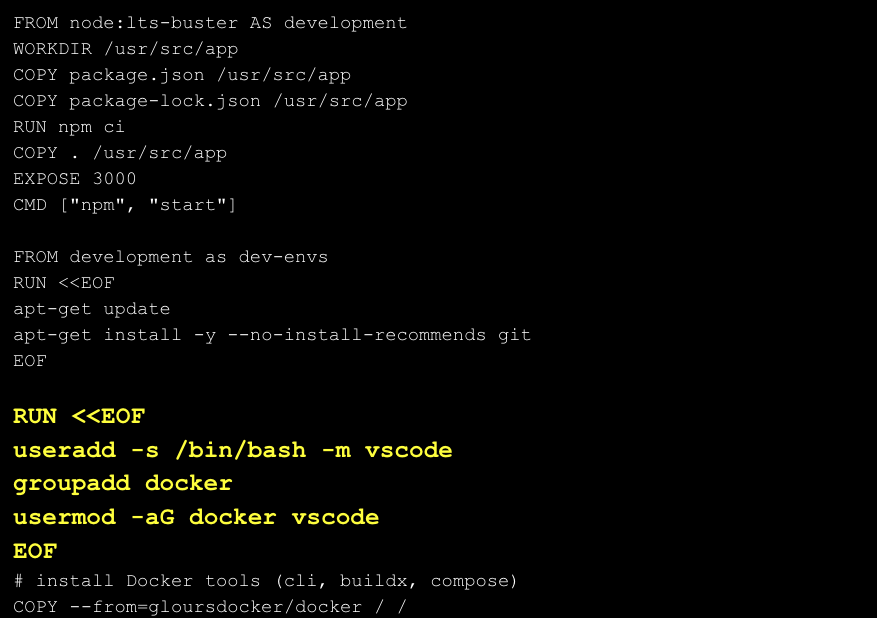 FROM node:lts-buster AS development
WORKDIR /usr/src/app
COPY package.json /usr/src/app
COPY package-lock.json /usr/src/app
RUN npm ci
COPY . /usr/src/app
EXPOSE 3000
CMD ["npm", "start"]

FROM development as dev-envs
RUN <<EOF
apt-get update
apt-get install -y --no-install-recommends git
EOF

RUN <<EOF
useradd -s /bin/bash -m vscode
groupadd docker
usermod -aG docker vscode
EOF
# install Docker tools (cli, buildx, compose)
COPY --from=gloursdocker/docker / /